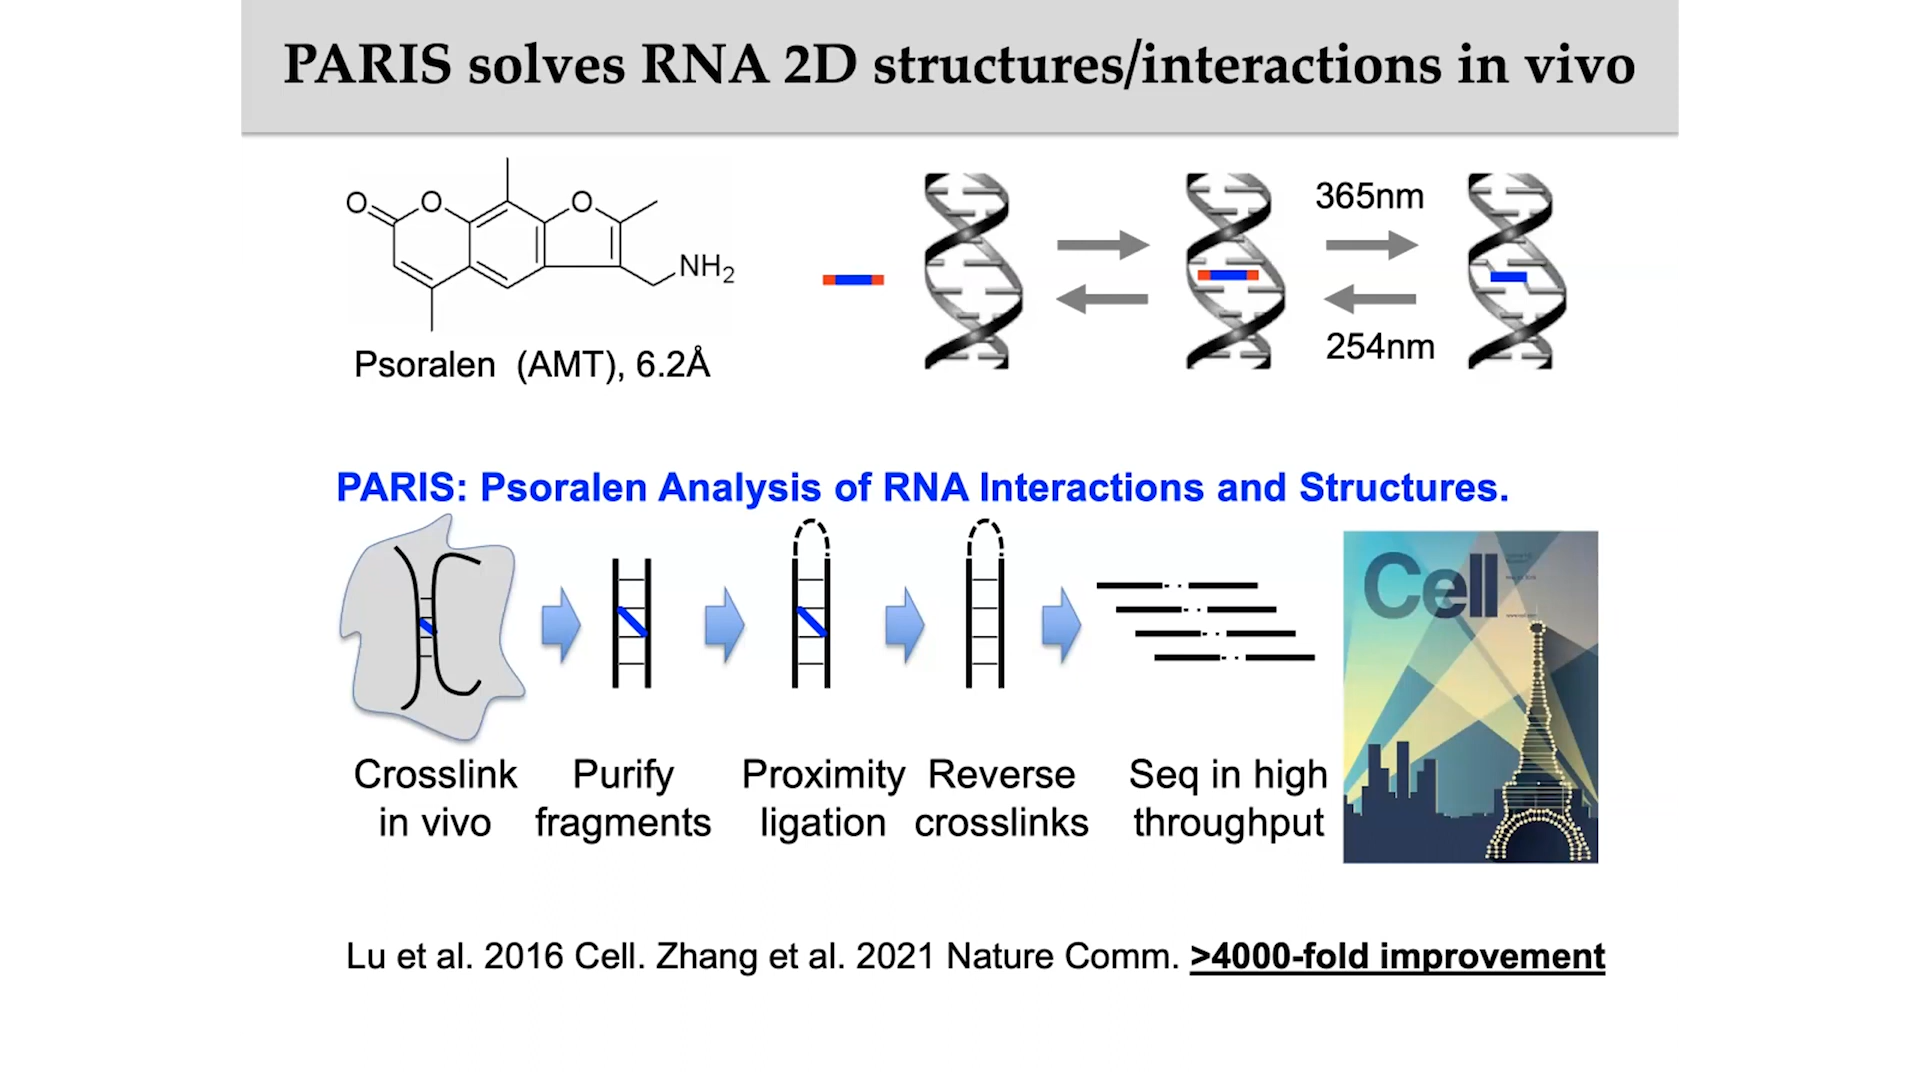 PARIS solves RNA 2D structures/interactions in vivo
O
O
O
NH2
Psoralen (AMT), 6.2Å
365nm
254nm
PARIS: Psoralen Analysis of RNA Interactions and Structures.
Cell
Crosslink
in vivo
Purify
fragments
Proximity
ligation
Reverse
crosslinks
Seq in high
throughput
Lu et al. 2016 Cell. Zhang et al. 2021 Nature Comm. >4000-fold improvement